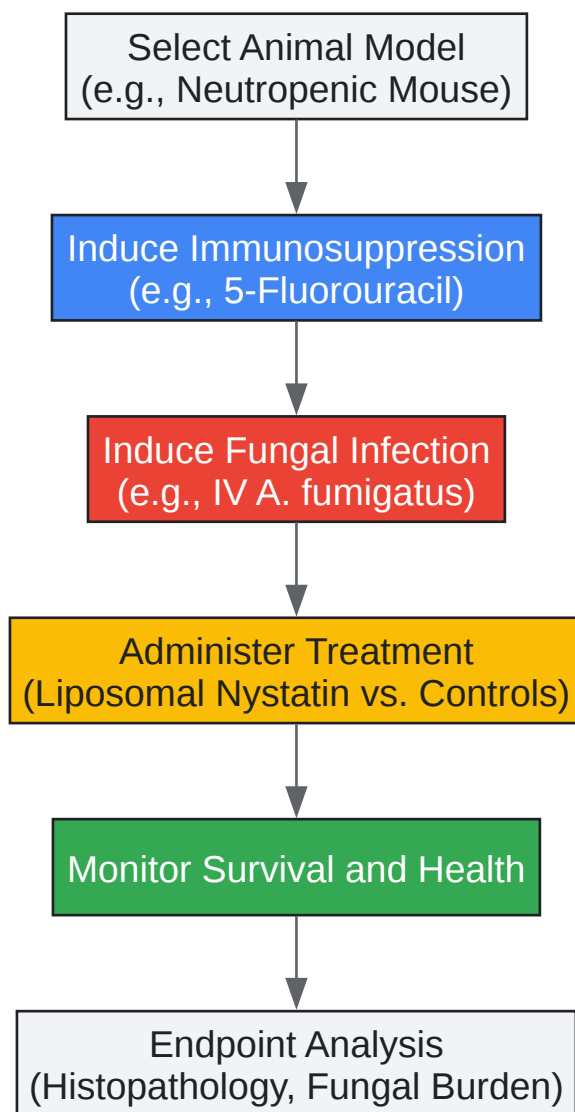 Select Animal Model
(e.g., Neutropenic Mouse)
Induce Immunosuppression
(e.g., 5-Fluorouracil)
Induce Fungal Infection
(e.g., IV A. fumigatus)
Administer Treatment
(Liposomal Nystatin vs. Controls)
Monitor Survival and Health
Endpoint Analysis
(Histopathology, Fungal Burden)